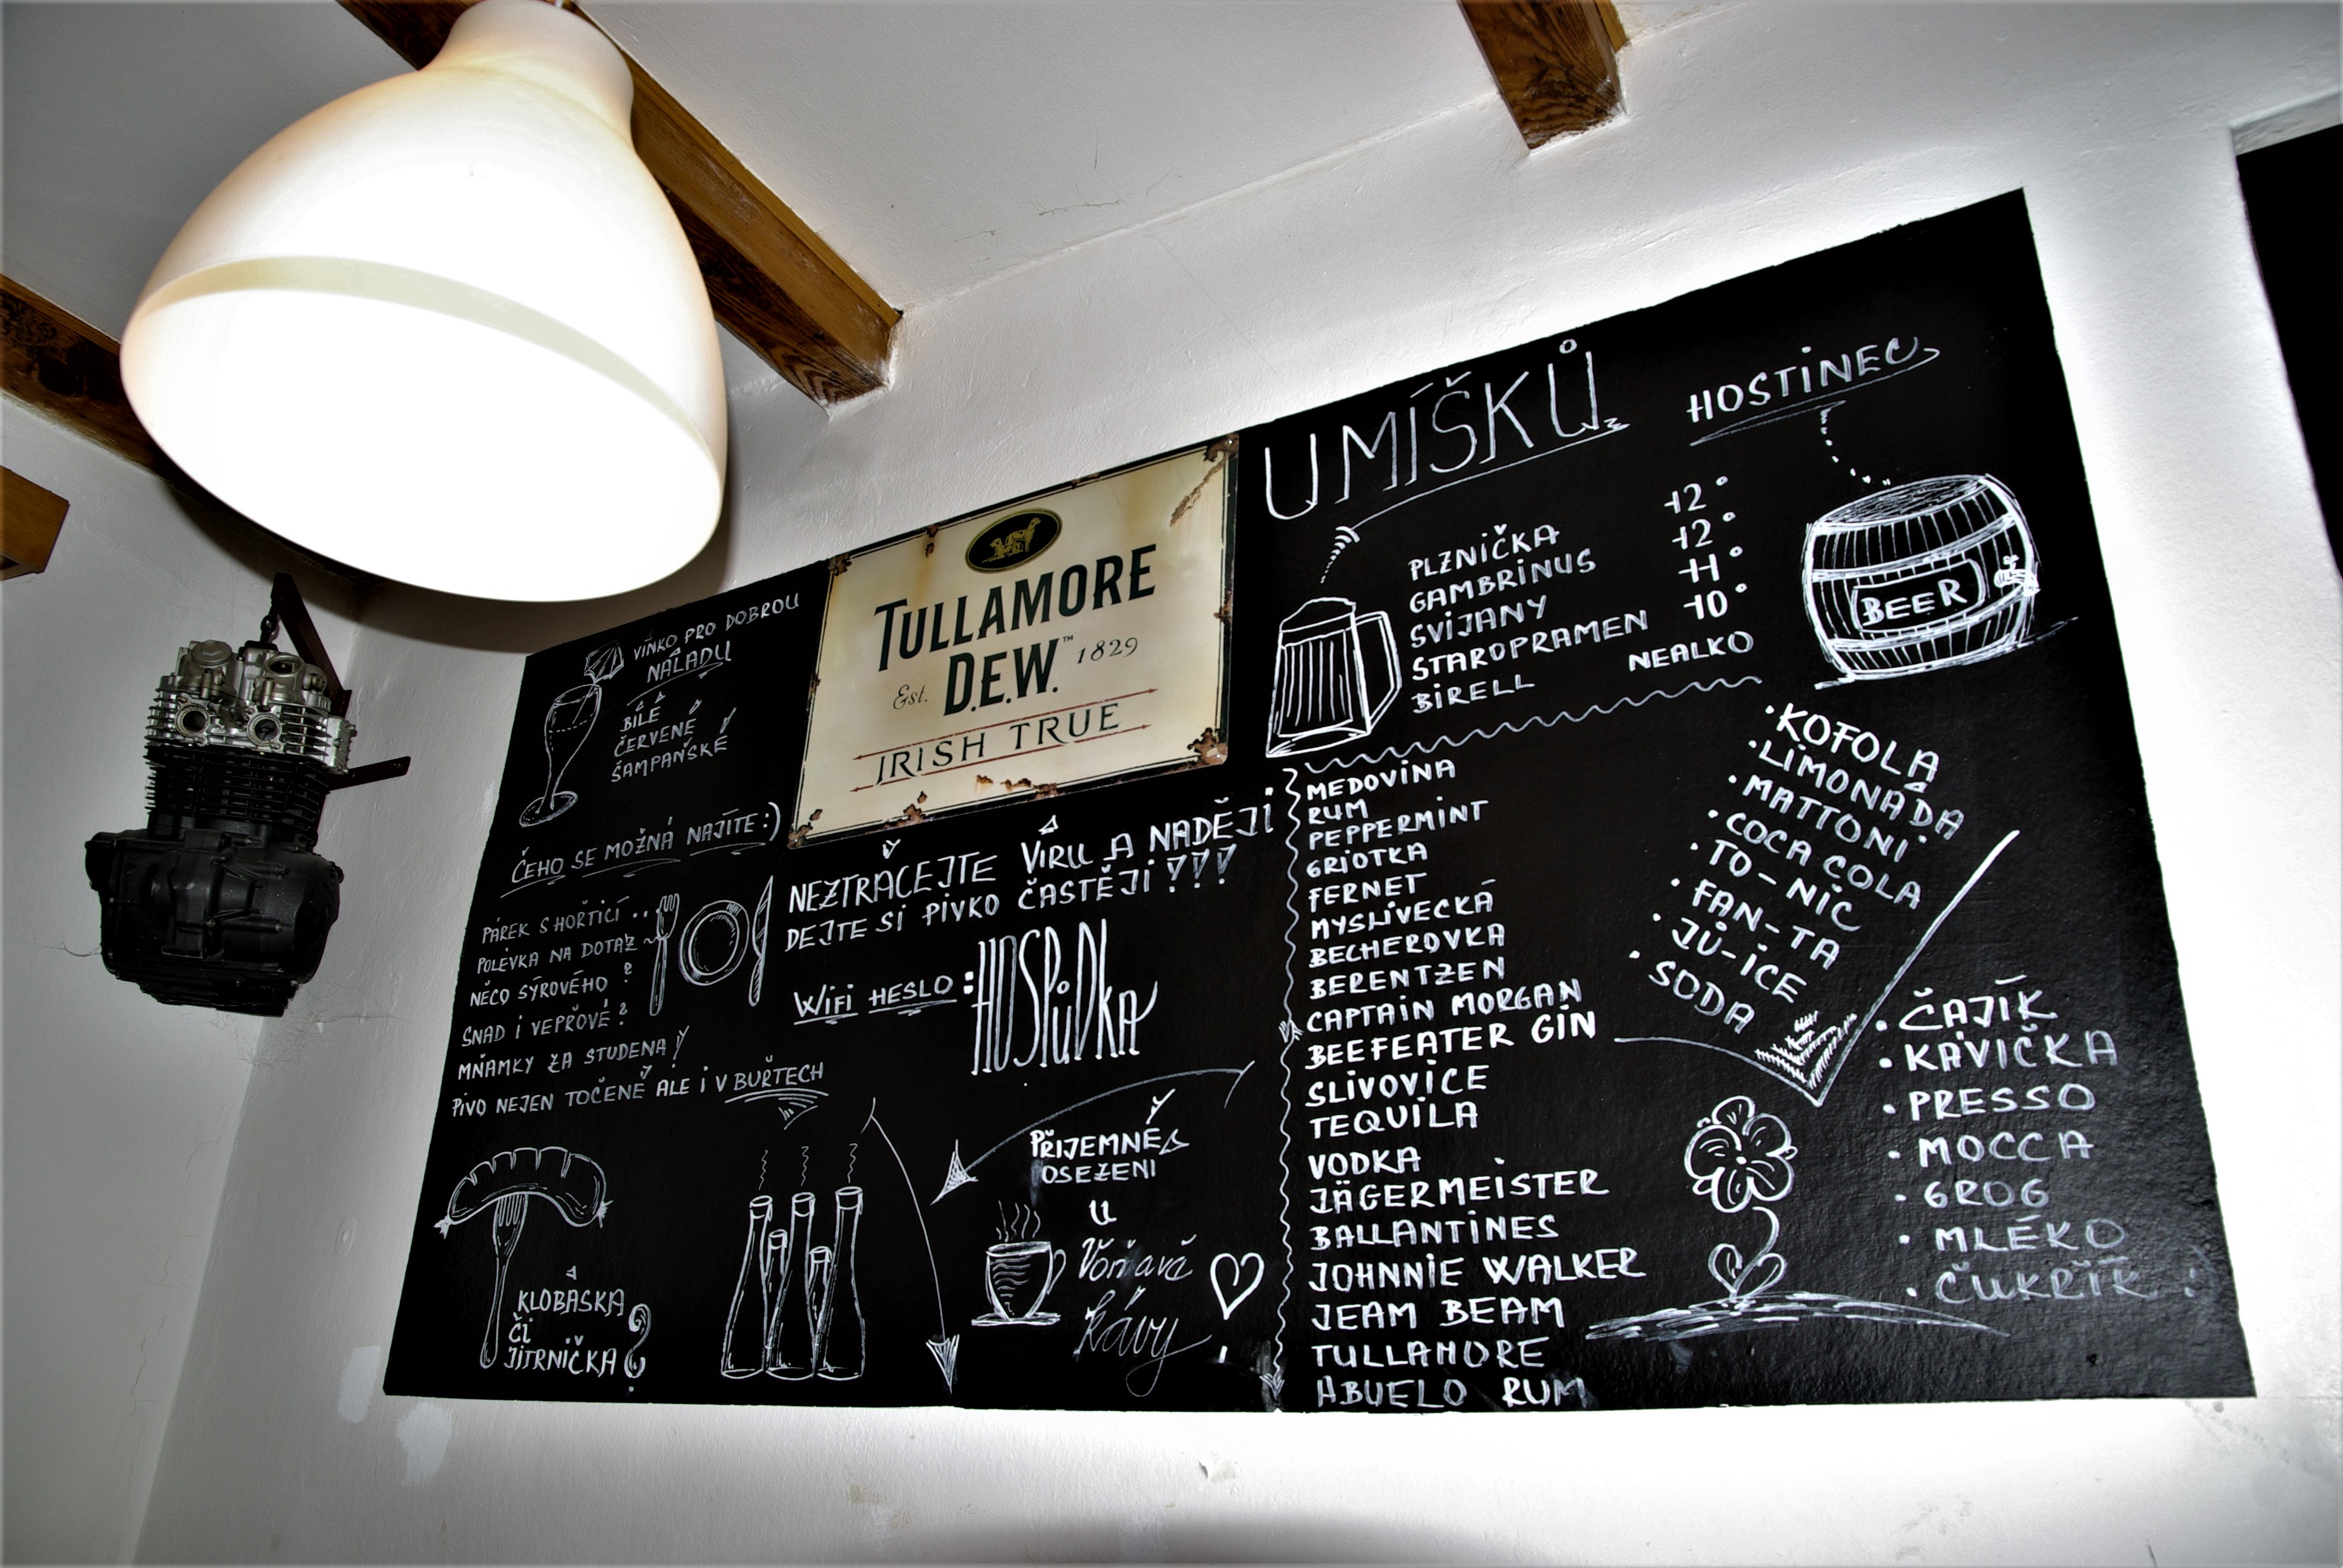 VÍNKO PRO DOBROU
NÁLADU
BÍLÉ
ČERVENÉ
ŠAMPAŇSKÉ
ČEHO SE MOŽNÁ NAJÍTE :)
PÁREK S HOŘTICÍ ..
POLÉVKA NA DOTAZ
NĚCO SÝROVÉHO ?
SNAD I VEPŘOVÉ ?
MŇAMKY ZA STUDENA !
PIVO NEJEN TOČENÉ ALE I V BUŘTECH
KLOBÁSKA
ČI
JITRNIČKA ?
TULLAMORE
D.E.W.™
Est. 1829
IRISH TRUE
NEZTRÁCEJTE VÍRU A NADĚJI
DEJTE SI PIVKO ČASTĚJI !!!
WiFi HESLO : HOSPůDKA
PŘÍJEMNÉ
POSEZENÍ
U
Voňavé
kávy
U MÍŠKŮ
HOSTINEC
PLZNIČKA 12°
GAMBRINUS 12°
SVIJANY 11°
STAROPRAMEN 10°
BIRELL NEALKO
BEER
MEDOVINA
RUM
PEPPERMINT
GRIOTKA
FERNET
MYSLIVECKÁ
BECHEROVKA
BERENTZEN
CAPTAIN MORGAN
BEEFEATER GIN
SLIVOVICE
TEQUILA
VODKA
JÄGERMEISTER
BALLANTINES
JOHNNIE WALKER
JEAM BEAM
TULLAMORE
ABUELO RUM
• KOFOLA
• LIMONÁDA
• MATTONI
• COCA COLA
• TO-NIC
• FAN-TA
• JŮ-ICE
• SODA
• ČAJÍK
• KÁVIČKA
• PRESSO
• MOCCA
• GROG
• MLÉKO
• ČUKRŘÍK :)